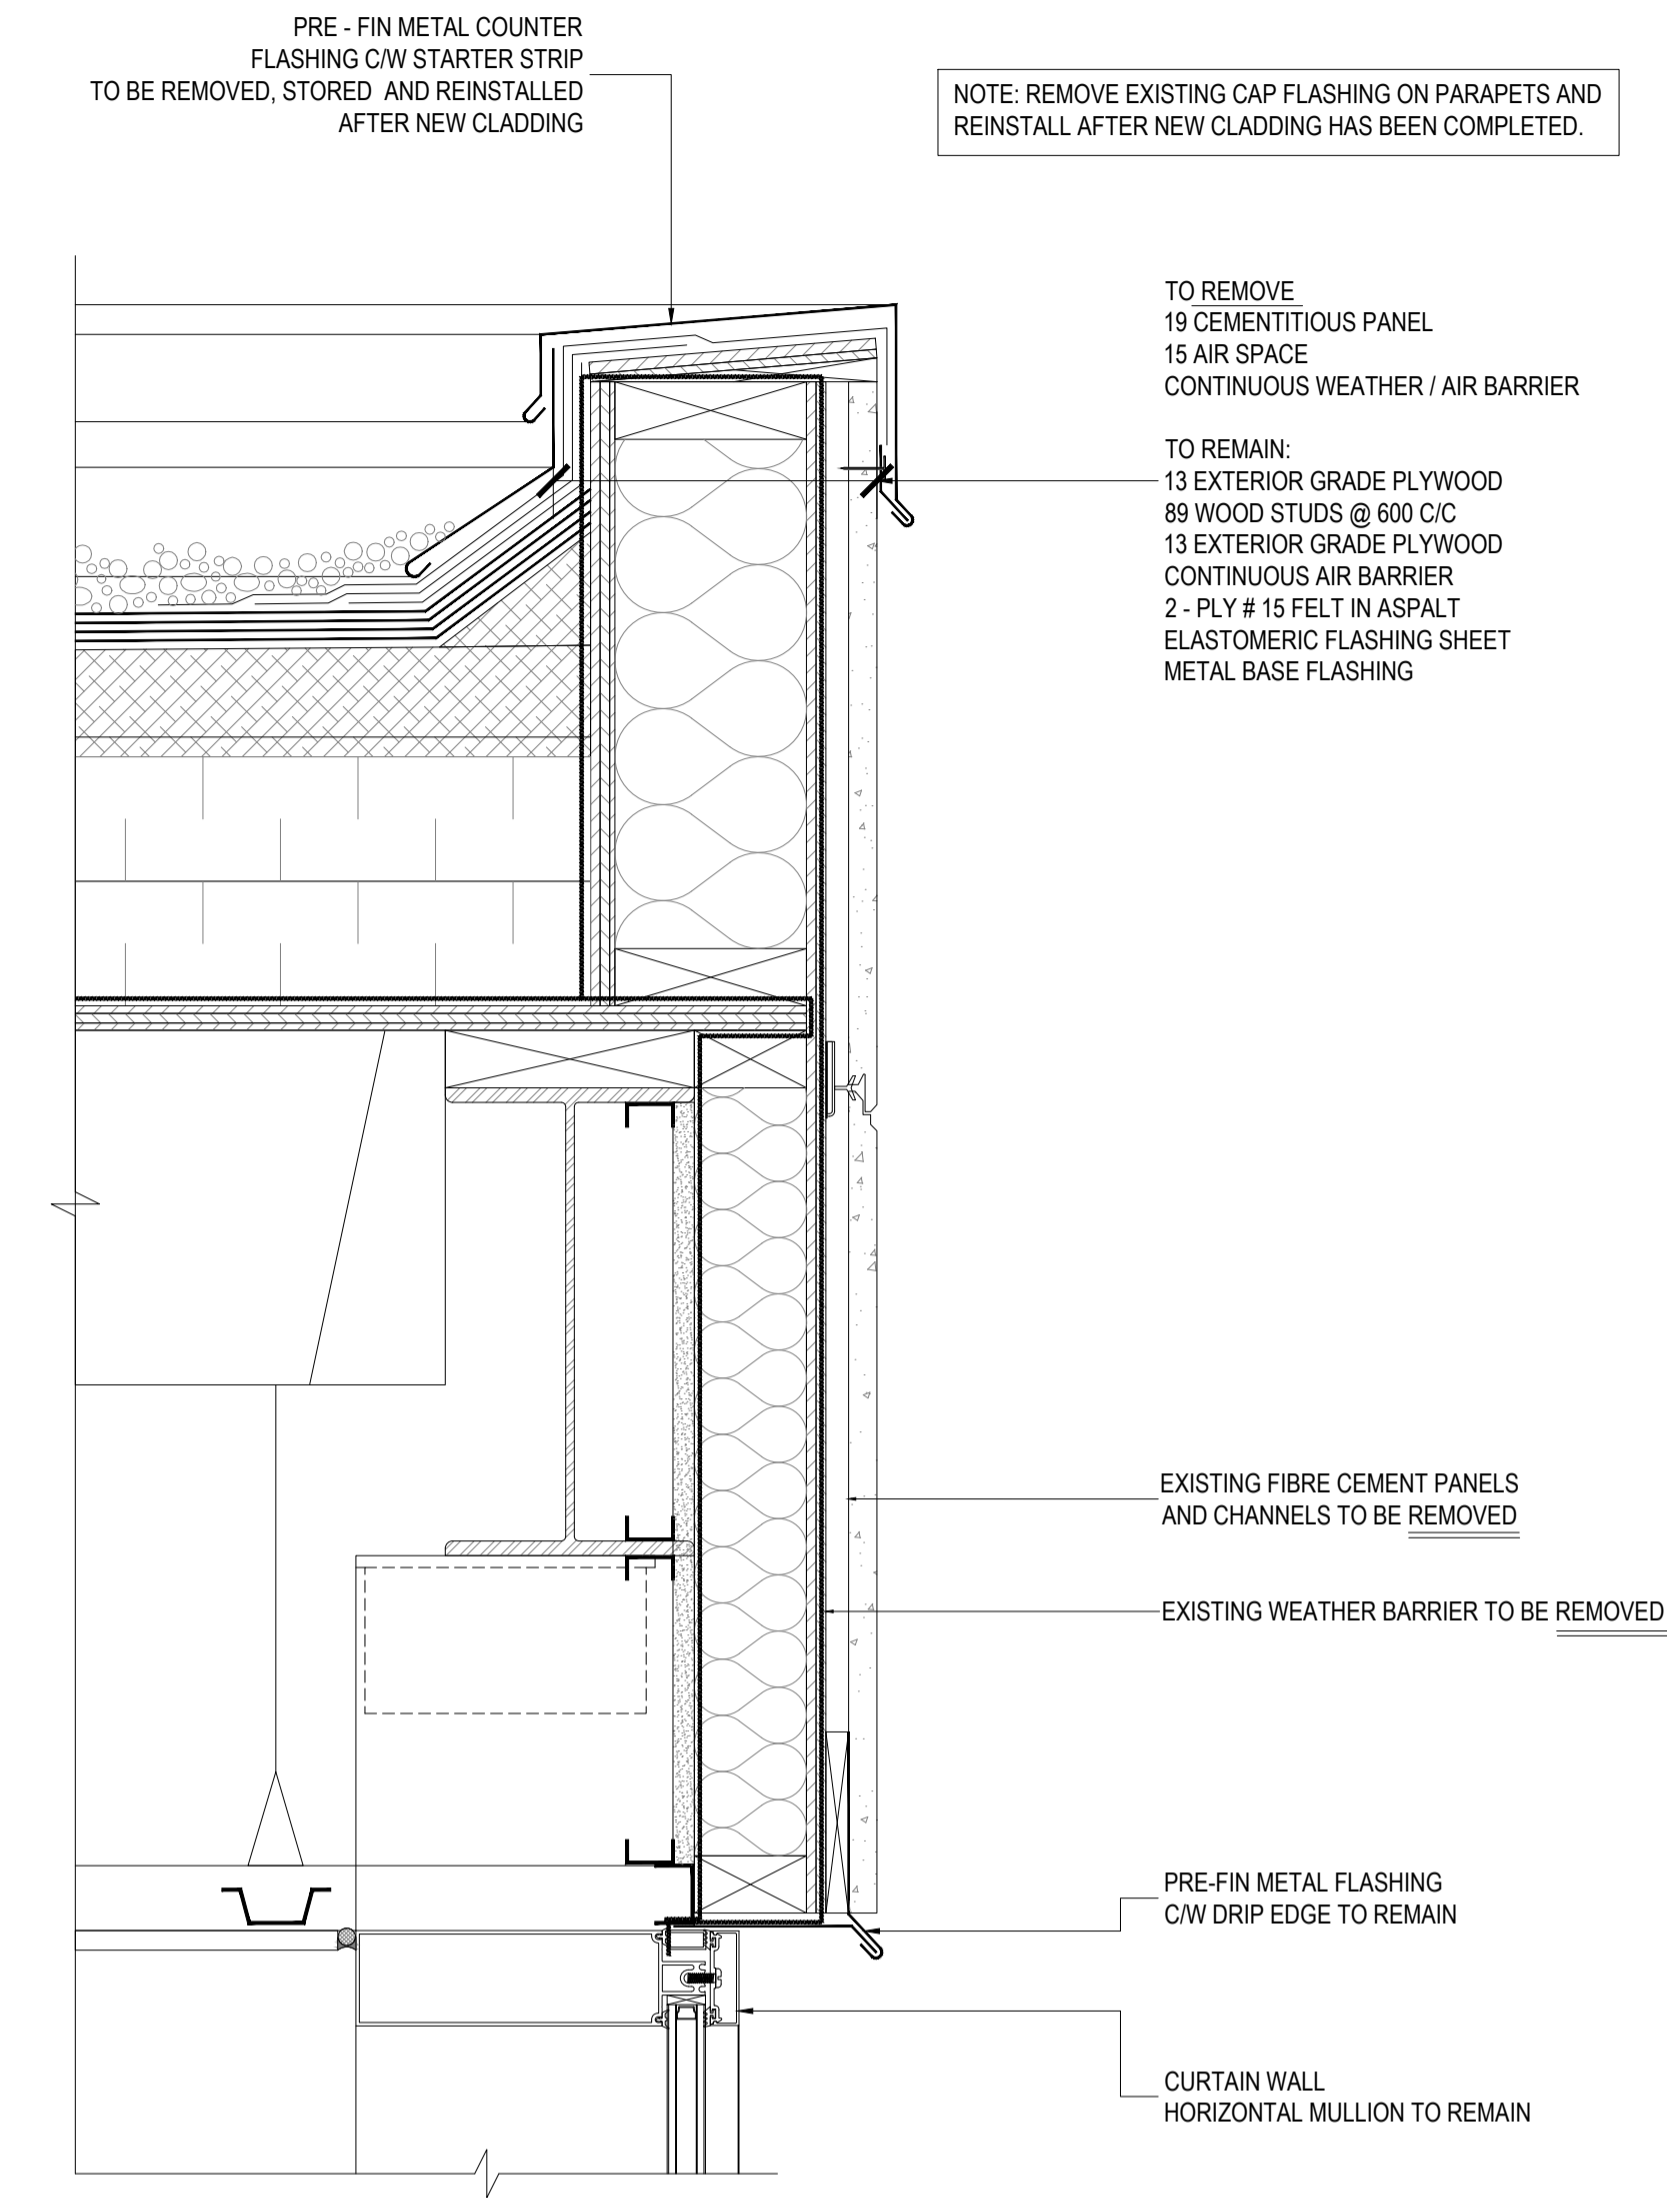 PRE - FIN METAL COUNTER
FLASHING C/W STARTER STRIP
TO BE REMOVED, STORED AND REINSTALLED
AFTER NEW CLADDING
NOTE: REMOVE EXISTING CAP FLASHING ON PARAPETS AND
REINSTALL AFTER NEW CLADDING HAS BEEN COMPLETED.
TO REMOVE
19 CEMENTITIOUS PANEL
15 AIR SPACE
CONTINUOUS WEATHER / AIR BARRIER
TO REMAIN:
13 EXTERIOR GRADE PLYWOOD
89 WOOD STUDS @ 600 C/C
13 EXTERIOR GRADE PLYWOOD
CONTINUOUS AIR BARRIER
2 - PLY # 15 FELT IN ASPALT
ELASTOMERIC FLASHING SHEET
METAL BASE FLASHING
EXISTING FIBRE CEMENT PANELS
AND CHANNELS TO BE REMOVED
EXISTING WEATHER BARRIER TO BE REMOVED
PRE-FIN METAL FLASHING
C/W DRIP EDGE TO REMAIN
CURTAIN WALL
HORIZONTAL MULLION TO REMAIN